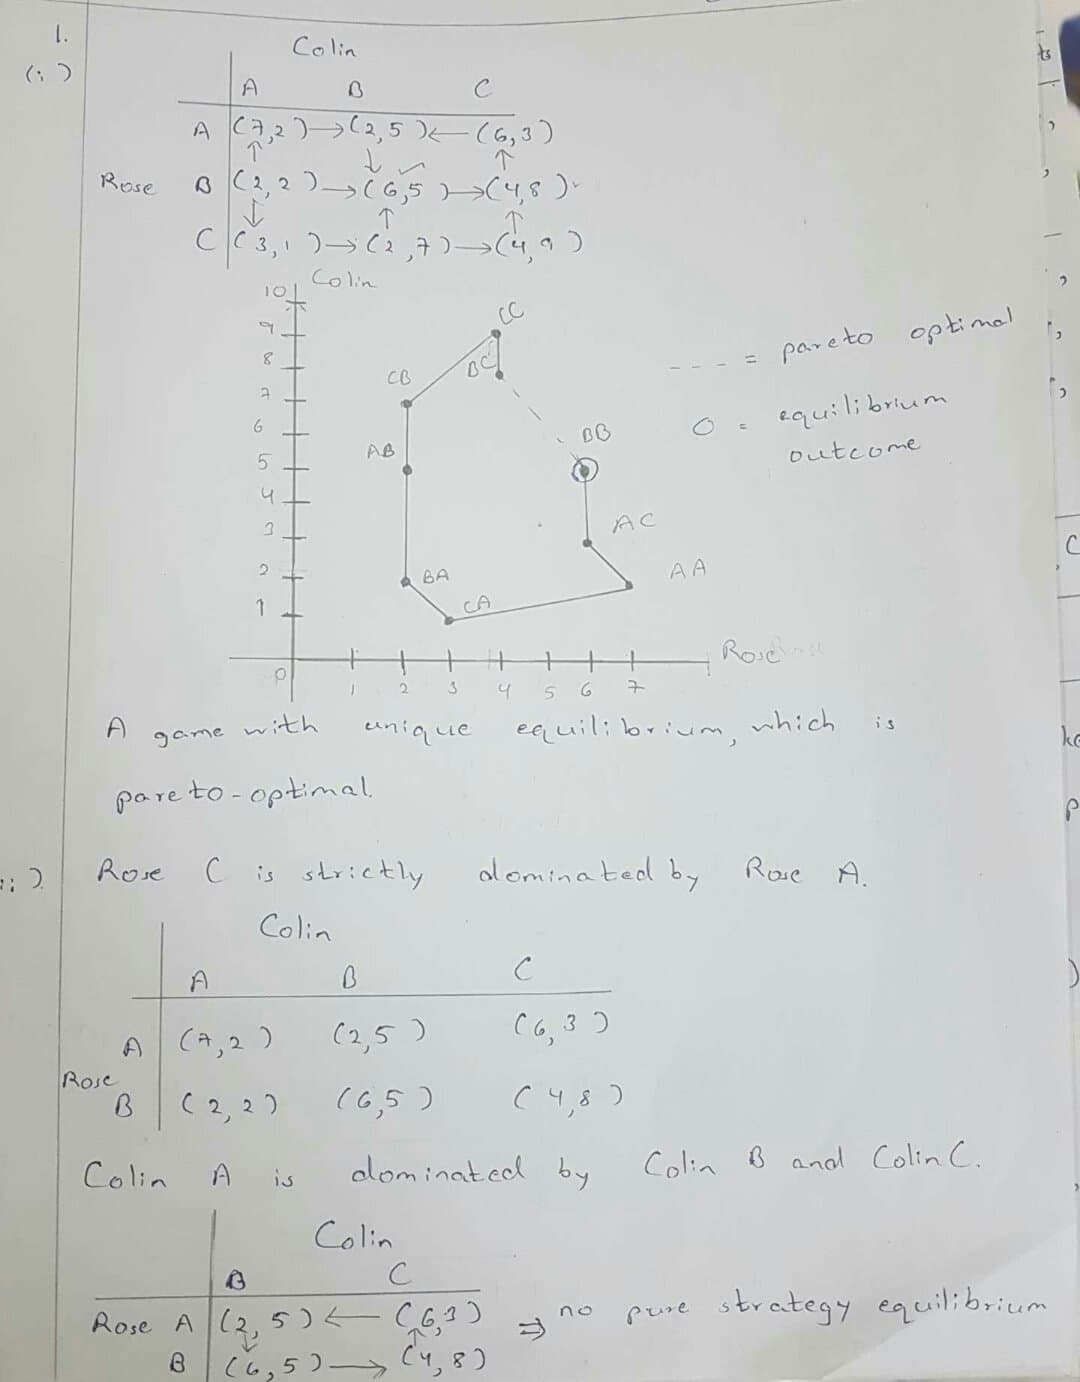 1.
(i)
Colin
A B C
A (7,2)→(2,5)←(6,3)
↑ ↓ ↑
Rose B (2,2)→(6,5)→(4,8)
↓ ↑ ↑
C (3,1)→(2,7)→(4,9)
Colin
10
9
8
7
6
5
4
3
2
1
CC
BC
CB
AB
BB
AC
AA
BA
CA
--- = pareto optimal
O = equilibrium
outcome
Rose
0 1 2 3 4 5 6 7
A game with unique equilibrium, which is
pareto-optimal.
ii) Rose C is strictly dominated by Rose A.
Colin
A B C
A (7,2) (2,5) (6,3)
Rose
B (2,2) (6,5) (4,8)
Colin A is dominated by Colin B and Colin C.
Colin
B C
Rose A (2,5)←(6,3) ⇒ no pure strategy equilibrium
↓ ↑
B (6,5)→(4,8)